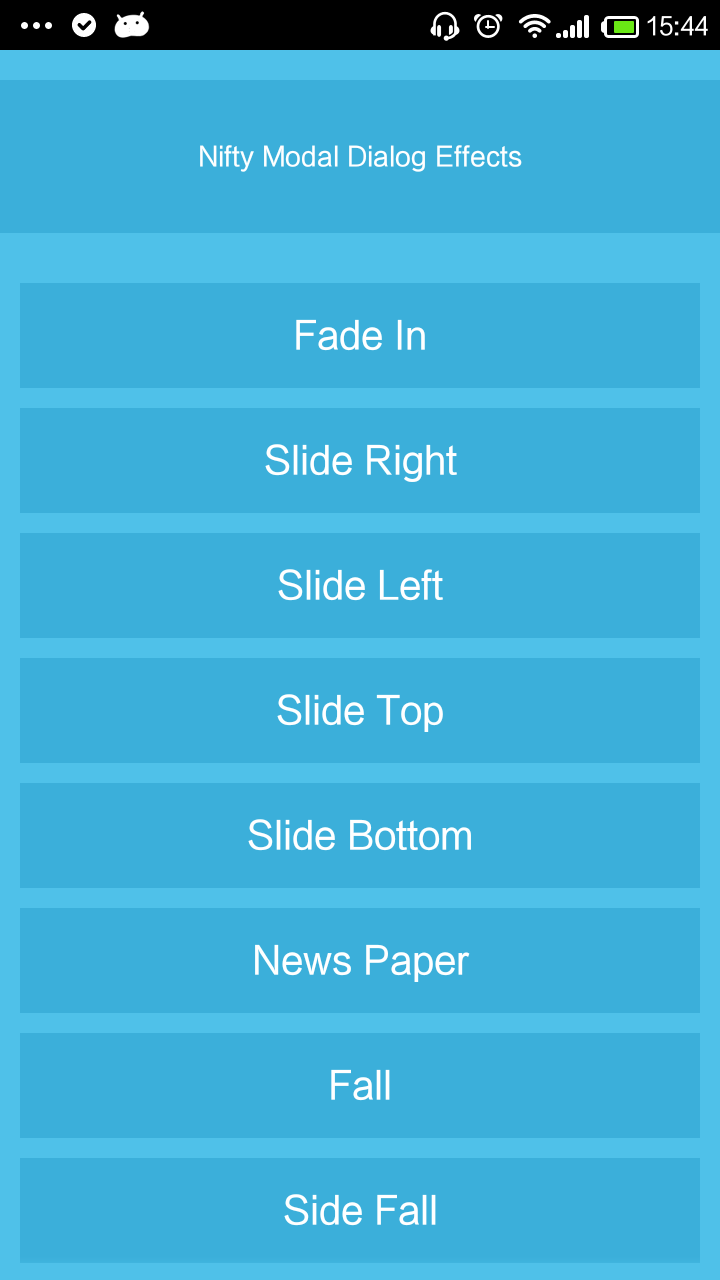 15:44
Nifty Modal Dialog Effects
Fade In
Slide Right
Slide Left
Slide Top
Slide Bottom
News Paper
Fall
Side Fall